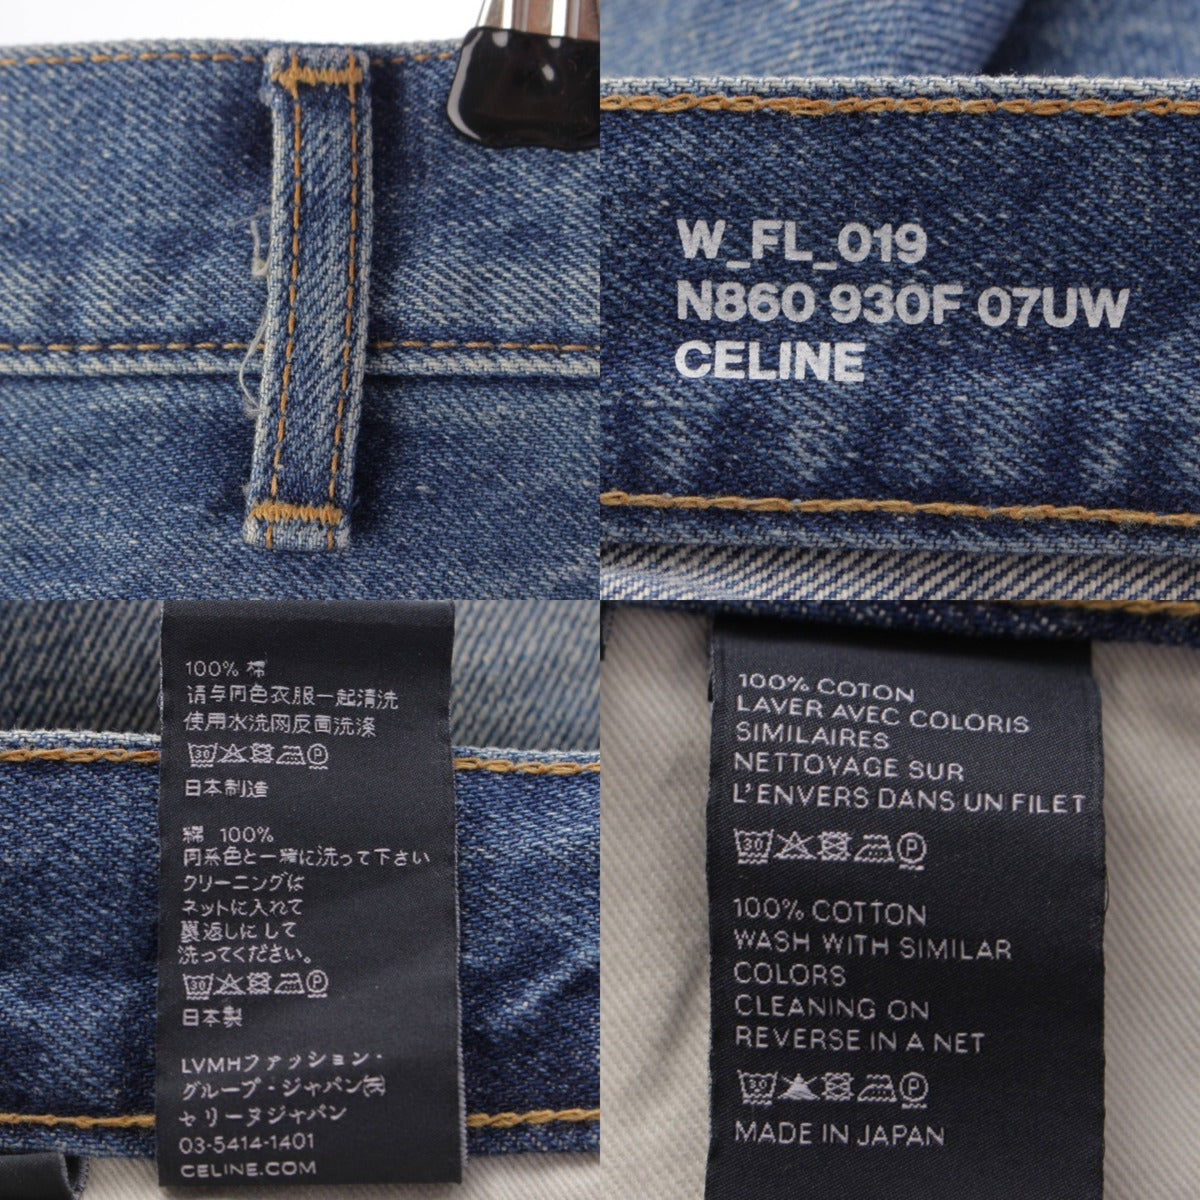 W_FL_019
N860 930F 07UW
CELINE
100% 棉
请与同色衣服一起清洗
使用水洗网反面洗涤
30 P
日本制造
綿 100%
同系色と一緒に洗って下さい
クリーニングは
ネットに入れて
裏返しにして
洗ってください。
30 P
日本製
LVMHファッション・
グループ・ジャパン㈱
セリーヌジャパン
03-5414-1401
CELINE.COM
100% COTON
LAVER AVEC COLORIS
SIMILAIRES
NETTOYAGE SUR
L'ENVERS DANS UN FILET
30 P
100% COTTON
WASH WITH SIMILAR
COLORS
CLEANING ON
REVERSE IN A NET
30 P
MADE IN JAPAN